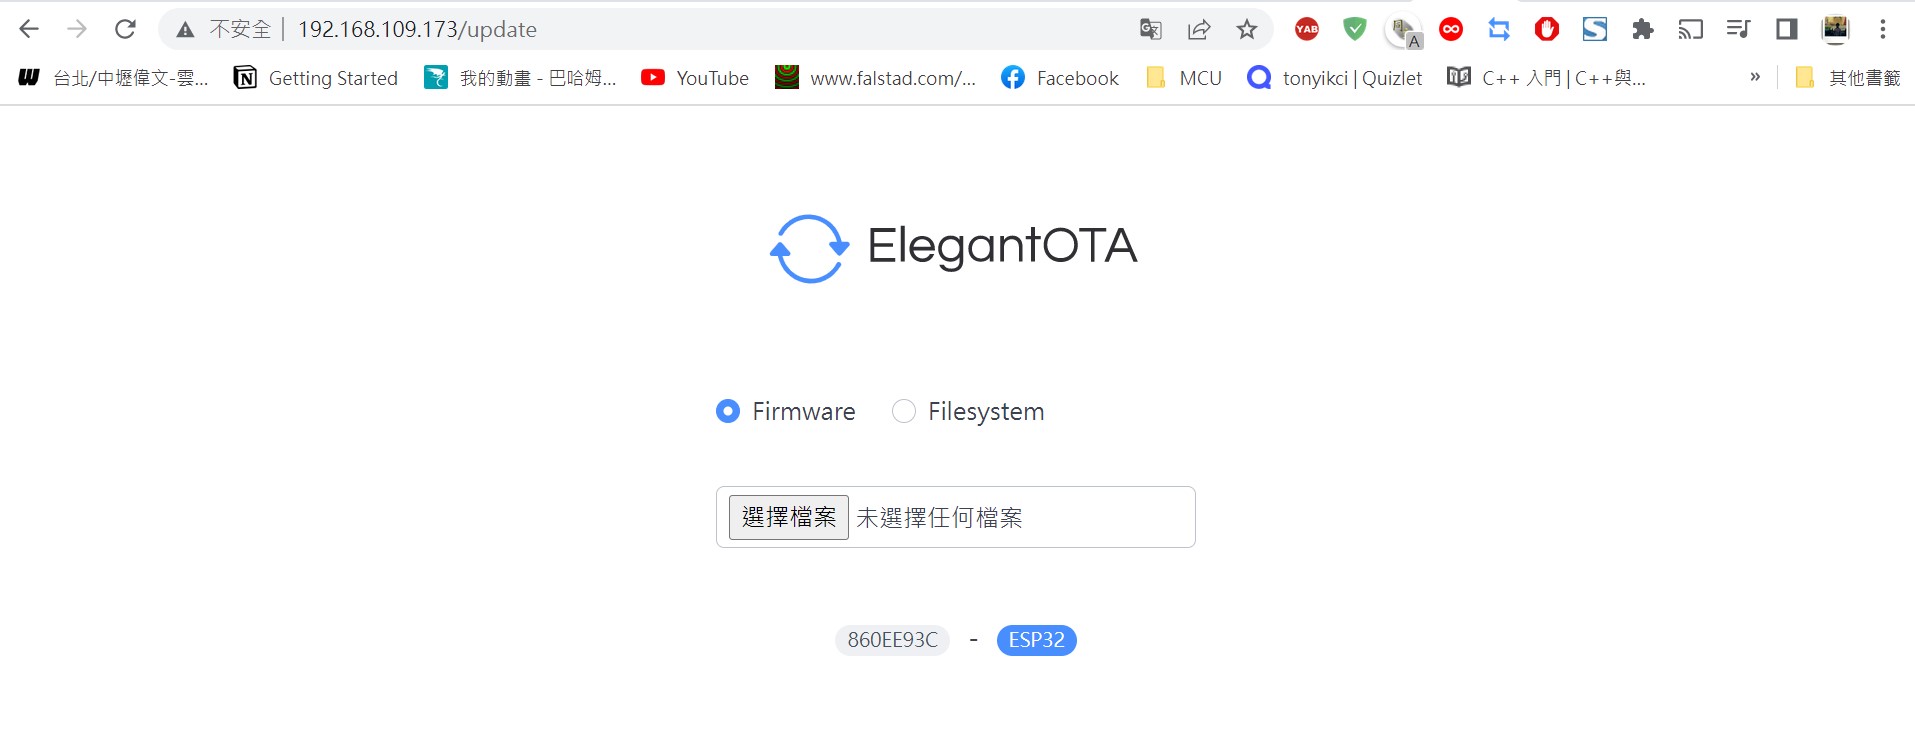 不安全 | 192.168.109.173/update
YAB
A
台北/中壢偉文-雲... Getting Started 我的動畫 - 巴哈姆... YouTube www.falstad.com/... Facebook MCU tonyikci | Quizlet C++ 入門 | C++與... » 其他書籤
ElegantOTA
Firmware Filesystem
選擇檔案 未選擇任何檔案
860EE93C - ESP32